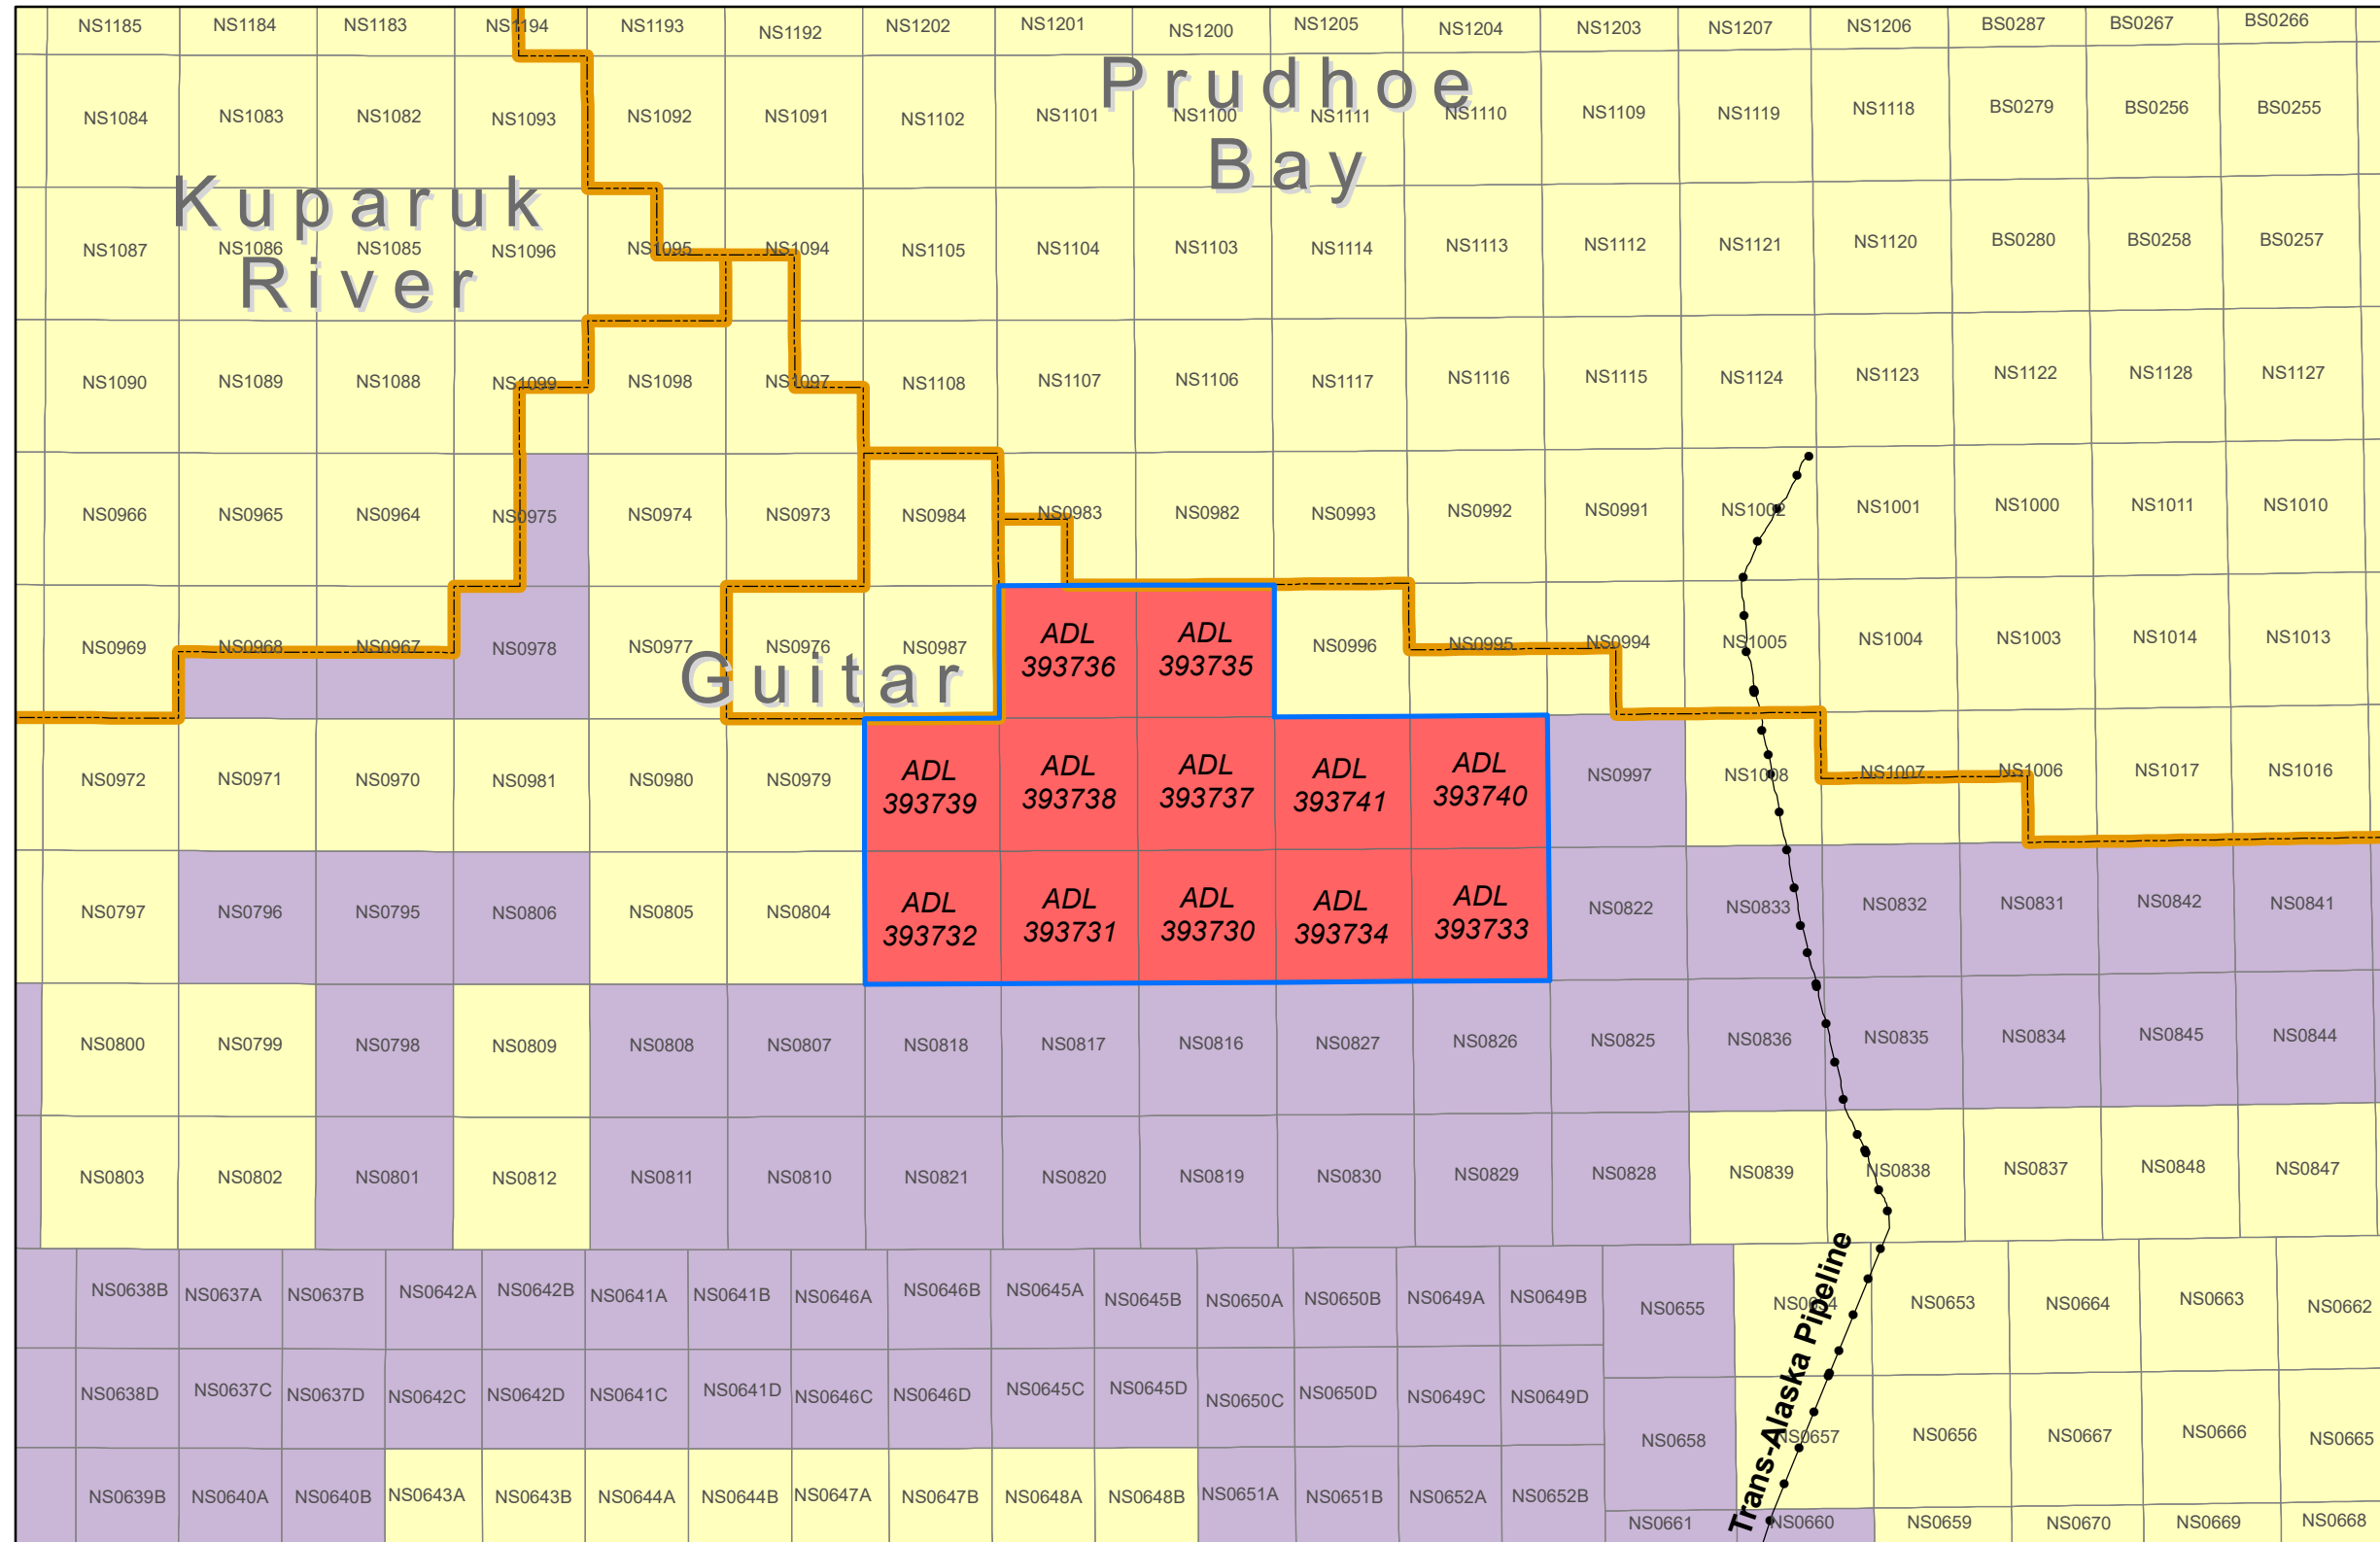 NS1185 NS1184 NS1183 NS1194 NS1193 NS1192 NS1202 NS1201 NS1200 NS1205 NS1204 NS1203 NS1207 NS1206 BS0287 BS0267 BS0266
Prudhoe
Bay
NS1084 NS1083 NS1082 NS1093 NS1092 NS1091 NS1102 NS1101 NS1100 NS1111 NS1110 NS1109 NS1119 NS1118 BS0279 BS0256 BS0255
Kuparuk
River
NS1087 NS1086 NS1085 NS1096 NS1095 NS1094 NS1105 NS1104 NS1103 NS1114 NS1113 NS1112 NS1121 NS1120 BS0280 BS0258 BS0257
NS1090 NS1089 NS1088 NS1099 NS1098 NS1097 NS1108 NS1107 NS1106 NS1117 NS1116 NS1115 NS1124 NS1123 NS1122 NS1128 NS1127
NS0966 NS0965 NS0964 NS0975 NS0974 NS0973 NS0984 NS0983 NS0982 NS0993 NS0992 NS0991 NS1002 NS1001 NS1000 NS1011 NS1010
NS0969 NS0968 NS0967 NS0978 NS0977 NS0976 NS0987 ADL 393736 ADL 393735 NS0996 NS0995 NS0994 NS1005 NS1004 NS1003 NS1014 NS1013
Guitar
NS0972 NS0971 NS0970 NS0981 NS0980 NS0979 ADL 393739 ADL 393738 ADL 393737 ADL 393741 ADL 393740 NS0997 NS1008 NS1007 NS1006 NS1017 NS1016
NS0797 NS0796 NS0795 NS0806 NS0805 NS0804 ADL 393732 ADL 393731 ADL 393730 ADL 393734 ADL 393733 NS0822 NS0833 NS0832 NS0831 NS0842 NS0841
NS0800 NS0799 NS0798 NS0809 NS0808 NS0807 NS0818 NS0817 NS0816 NS0827 NS0826 NS0825 NS0836 NS0835 NS0834 NS0845 NS0844
NS0803 NS0802 NS0801 NS0812 NS0811 NS0810 NS0821 NS0820 NS0819 NS0830 NS0829 NS0828 NS0839 NS0838 NS0837 NS0848 NS0847
NS0638B NS0637A NS0637B NS0642A NS0642B NS0641A NS0641B NS0646A NS0646B NS0645A NS0645B NS0650A NS0650B NS0649A NS0649B NS0655 NS0654 NS0653 NS0664 NS0663 NS0662
Trans-Alaska Pipeline
NS0638D NS0637C NS0637D NS0642C NS0642D NS0641C NS0641D NS0646C NS0646D NS0645C NS0645D NS0650C NS0650D NS0649C NS0649D NS0658 NS0657 NS0656 NS0667 NS0666 NS0665
NS0639B NS0640A NS0640B NS0643A NS0643B NS0644A NS0644B NS0647A NS0647B NS0648A NS0648B NS0651A NS0651B NS0652A NS0652B NS0661 NS0660 NS0659 NS0670 NS0669 NS0668